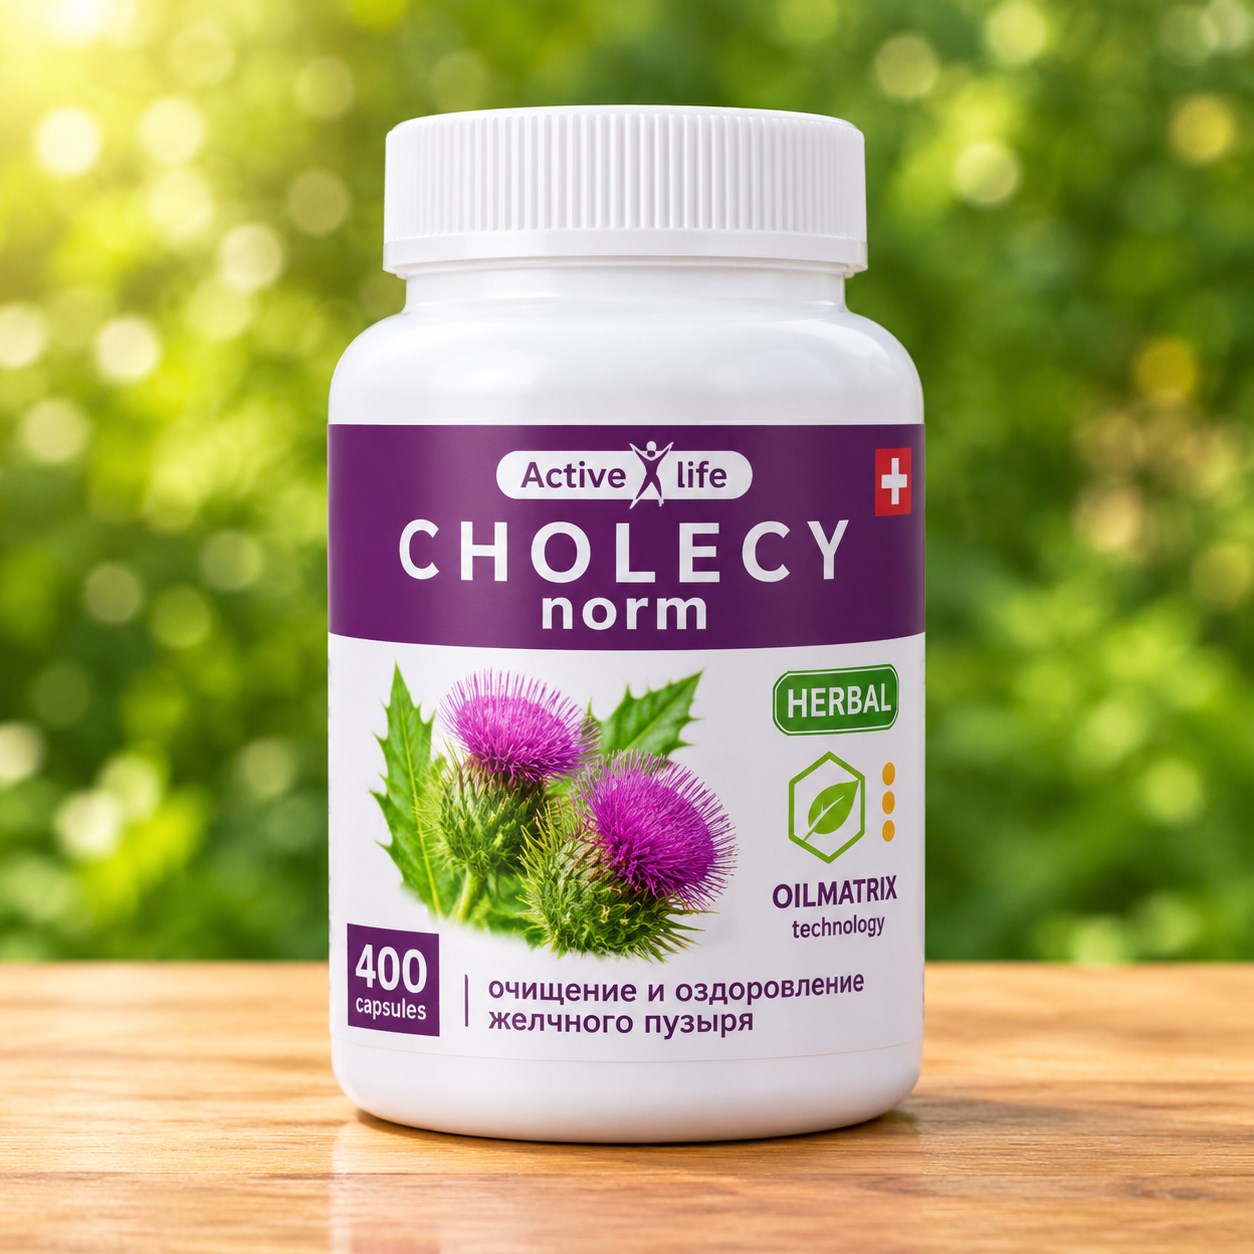 Active life
CHOLECY
norm
HERBAL
OILMATRIX
technology
400
capsules
очищение и оздоровление
желчного пузыря